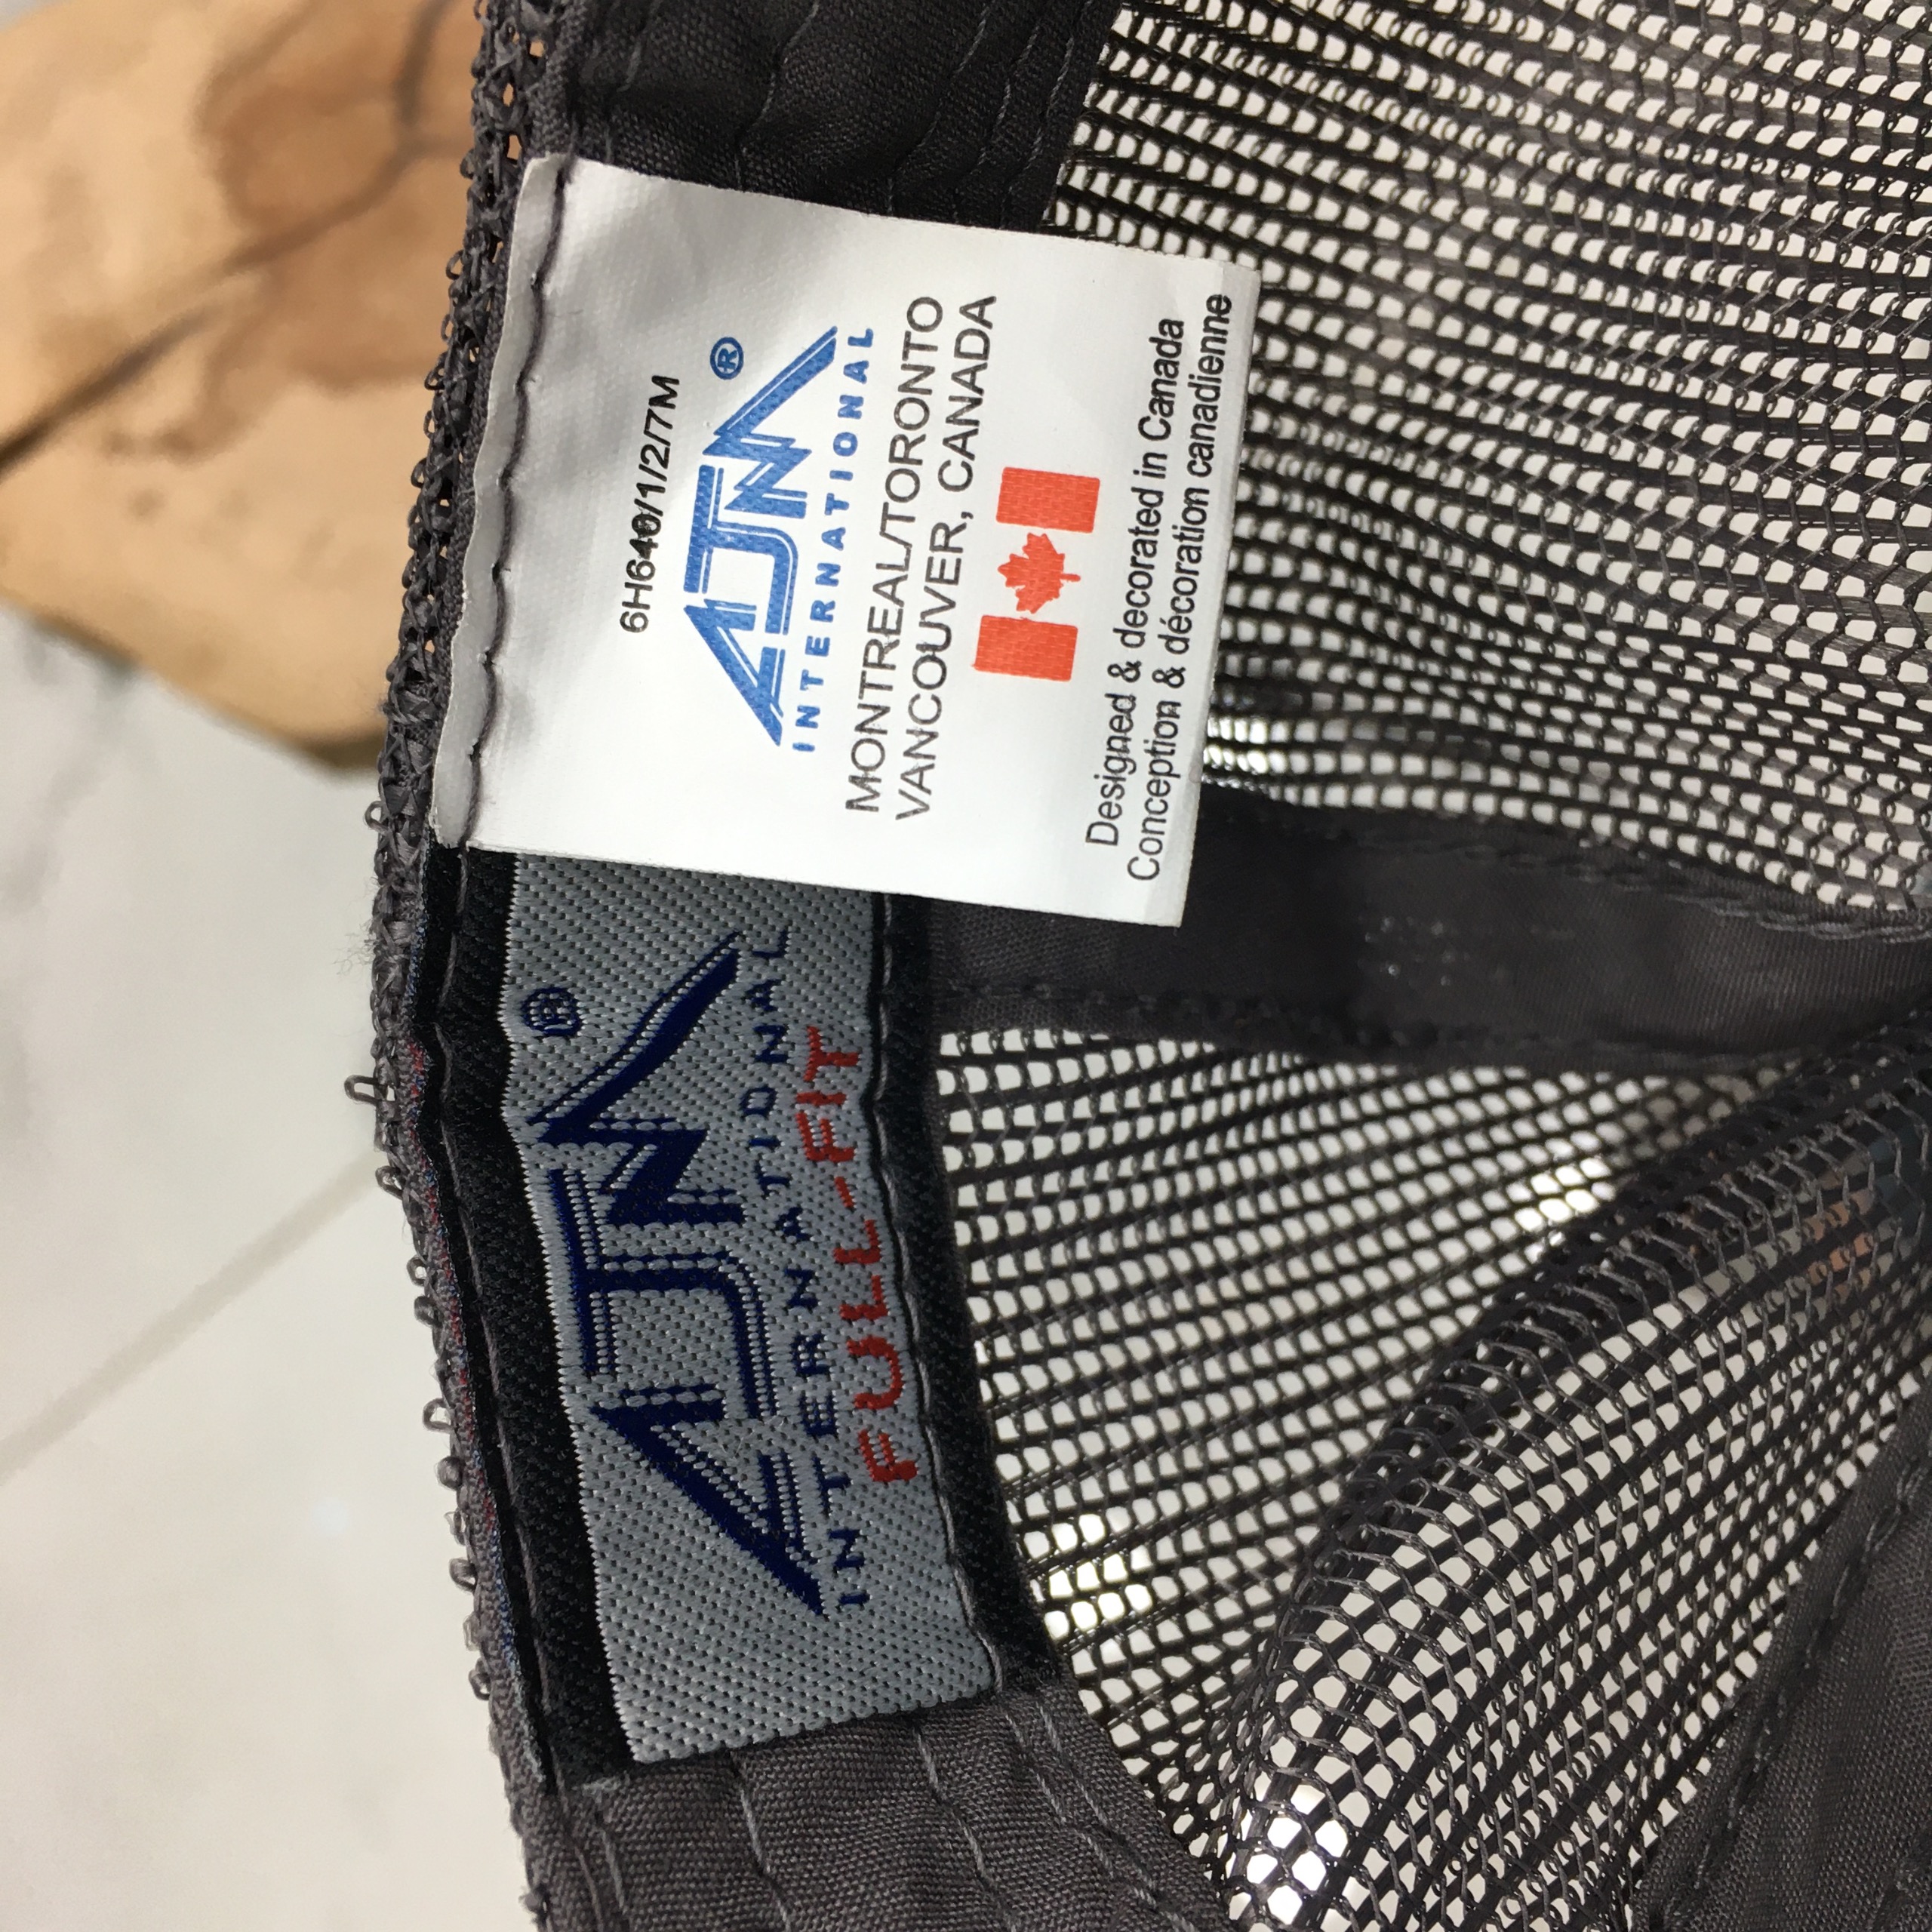 6H640/1/2/7M
AJM®
INTERNATIONAL
MONTREAL/TORONTO
VANCOUVER, CANADA
Designed & decorated in Canada
Conception & décoration canadienne
AJM®
INTERNATIONAL
FULL-FIT